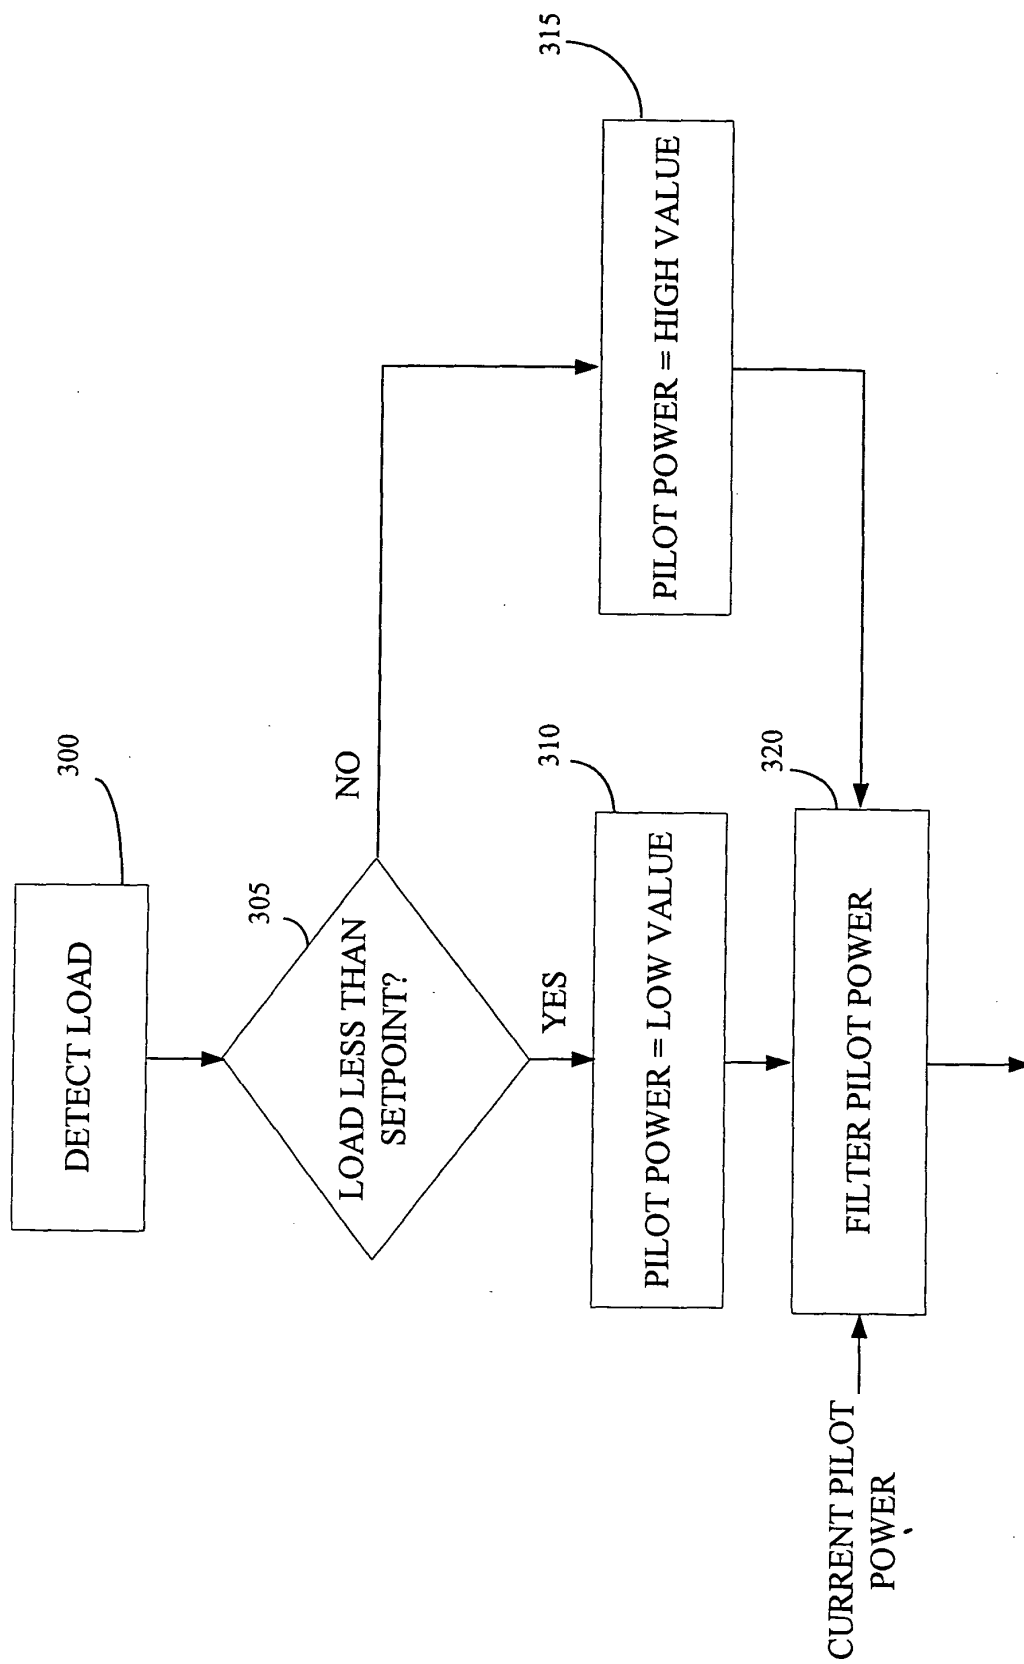 300
DETECT LOAD
305
LOAD LESS THAN
SETPOINT?
NO
YES
310
PILOT POWER = LOW VALUE
315
PILOT POWER = HIGH VALUE
320
FILTER PILOT POWER
CURRENT PILOT
POWER